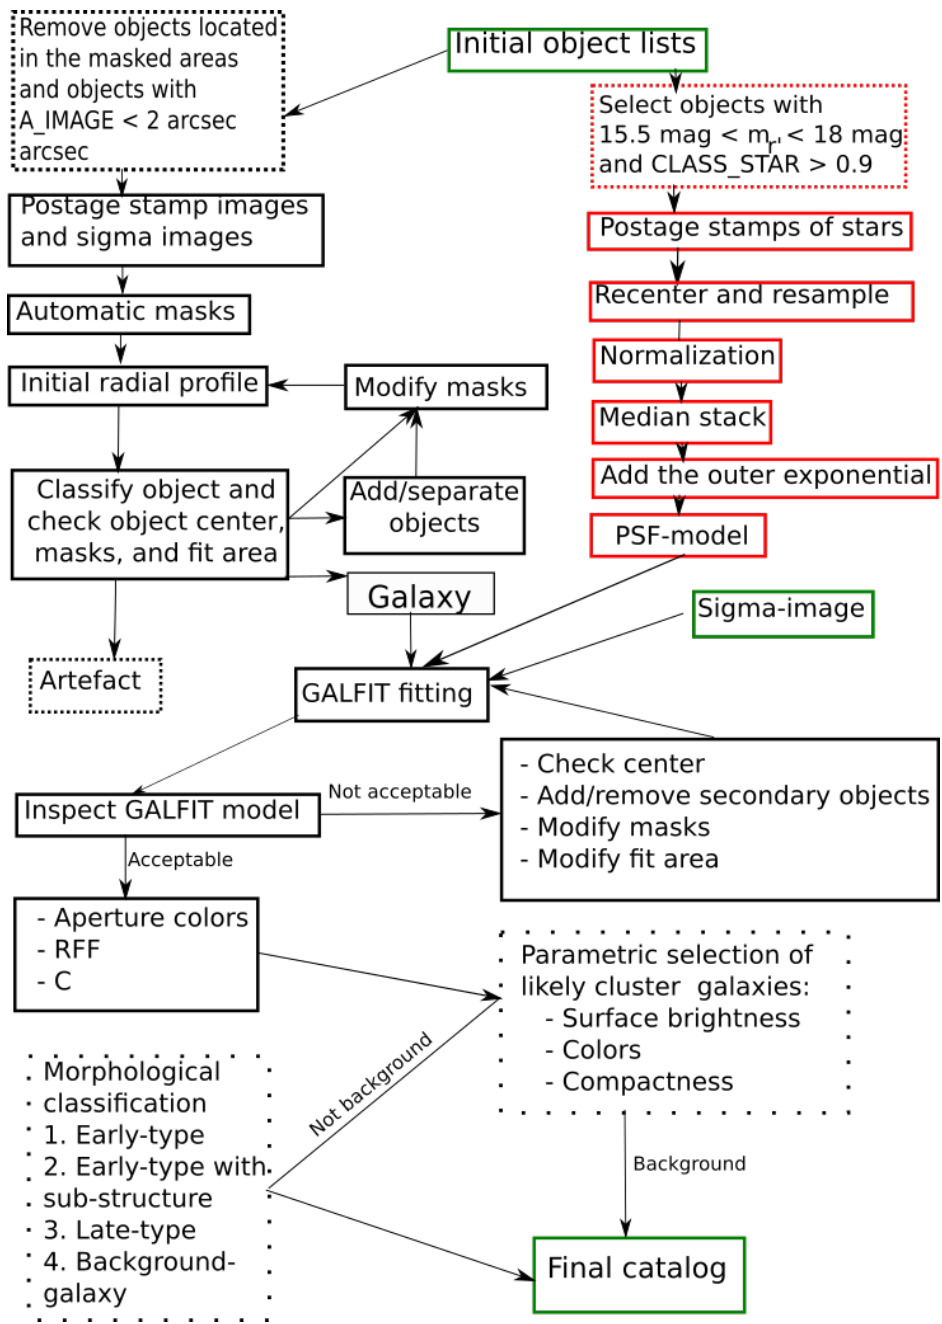 Remove objects located
in the masked areas
and objects with
A_IMAGE < 2 arcsec
arcsec
Initial object lists
Select objects with
15.5 mag < m_r' < 18 mag
and CLASS_STAR > 0.9
Postage stamp images
and sigma images
Postage stamps of stars
Automatic masks
Recenter and resample
Initial radial profile
Modify masks
Normalization
Median stack
Classify object and
check object center,
masks, and fit area
Add/separate
objects
Add the outer exponential
PSF-model
Galaxy
Sigma-image
Artefact
GALFIT fitting
Inspect GALFIT model
Not acceptable
- Check center
- Add/remove secondary objects
- Modify masks
- Modify fit area
Acceptable
- Aperture colors
- RFF
- C
Parametric selection of
likely cluster galaxies:
- Surface brightness
- Colors
- Compactness
Not background
Morphological
classification
1. Early-type
2. Early-type with
sub-structure
3. Late-type
4. Background-
galaxy
Background
Final catalog